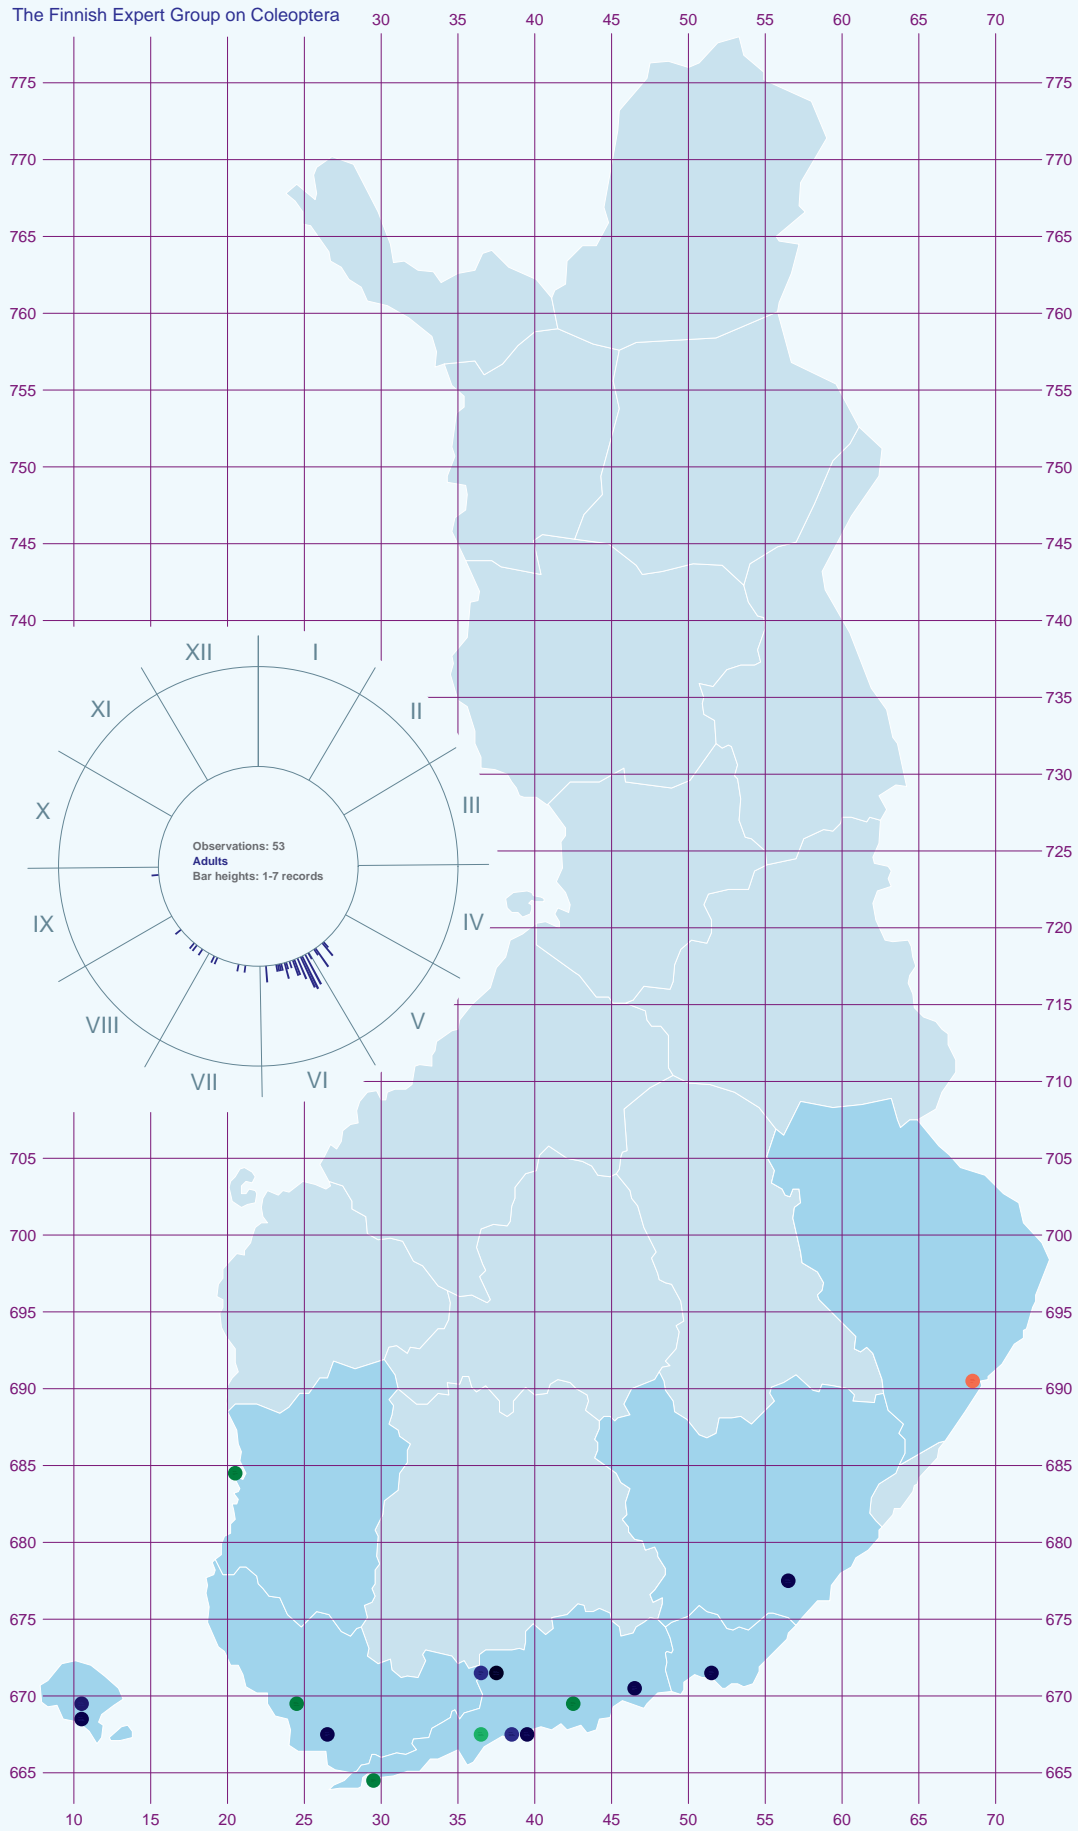 The Finnish Expert Group on Coleoptera
30 40 50 60 70
35 45 55 65
775 775
770 770
765 765
760 760
755 755
750 750
745 745
740 740
XII I
XI II
735
730
X III
Observations: 53
Adults
Bar heights: 1-7 records
725
IX IV
720
VIII V
715
VII VI
710
705 705
700 700
695 695
690 690
685 685
680 680
675 675
670 670
665 665
10 15 20 25 30 35 40 45 50 55 60 65 70